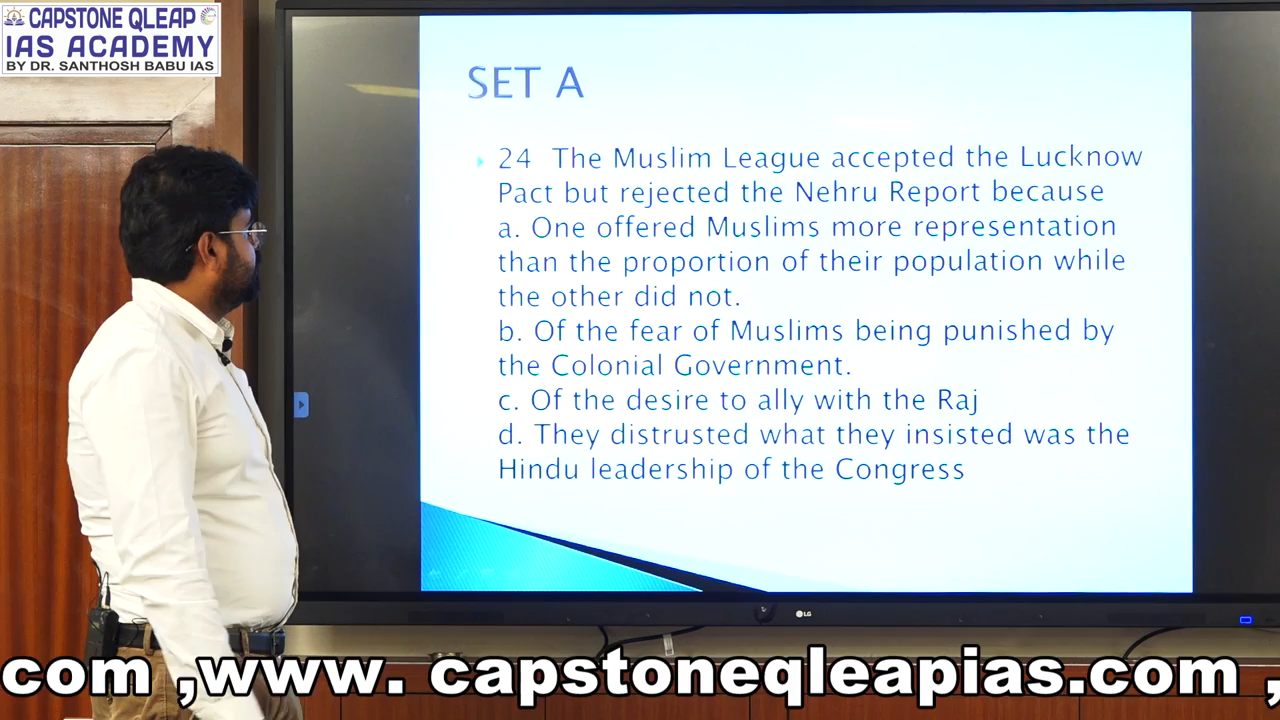 CAPSTONE QLEAP
IAS ACADEMY
BY DR. SANTHOSH BABU IAS
SET A
24 The Muslim League accepted the Lucknow
Pact but rejected the Nehru Report because
a. One offered Muslims more representation
than the proportion of their population while
the other did not.
b. Of the fear of Muslims being punished by
the Colonial Government.
c. Of the desire to ally with the Raj
d. They distrusted what they insisted was the
Hindu leadership of the Congress
LG
com ,www. capstoneqleapias.com ,